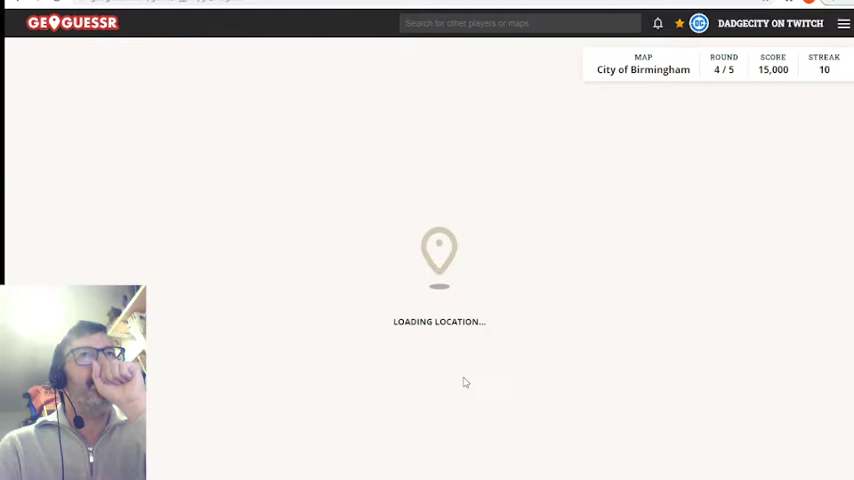 GEOGUESSR
Search for other players or maps
DADGECITY ON TWITCH
MAP ROUND SCORE STREAK
City of Birmingham 4 / 5 15,000 10
LOADING LOCATION...